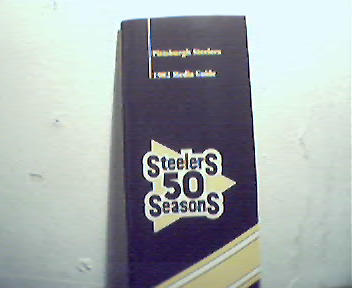 Pittsburgh Steelers
1982 Media Guide
Steelers
50
Seasons